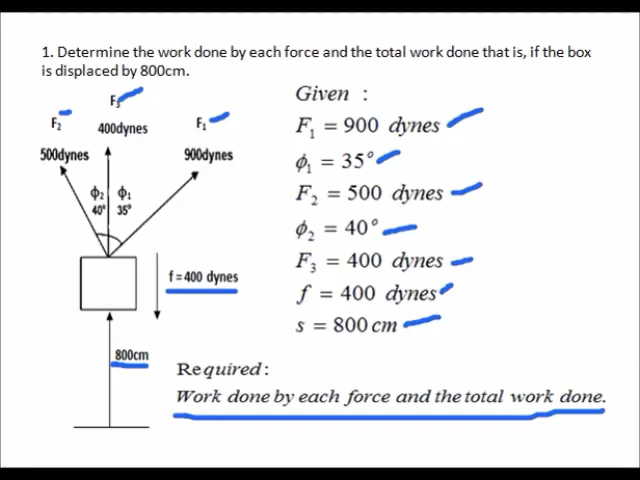 1. Determine the work done by each force and the total work done that is, if the box
is displaced by 800cm.
F₃
400dynes
F₂
500dynes
F₁
900dynes
ϕ₂
40°
ϕ₁
35°
f = 400 dynes
800cm
Given :
F₁ = 900 dynes
ϕ₁ = 35°
F₂ = 500 dynes
ϕ₂ = 40°
F₃ = 400 dynes
f = 400 dynes
s = 800 cm
Required:
Work done by each force and the total work done.